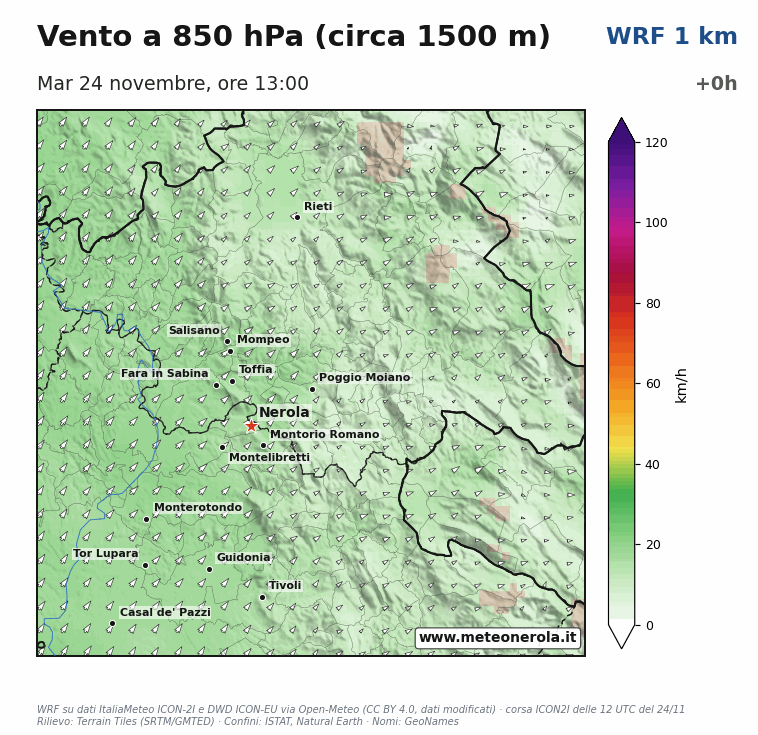 Vento a 850 hPa (circa 1500 m)
WRF 1 km
Mar 24 novembre, ore 13:00
+0h
Rieti
Salisano
Mompeo
Fara in Sabina
Toffia
Poggio Moiano
Nerola
Montorio Romano
Montelibretti
Monterotondo
Tor Lupara
Guidonia
Tivoli
Casal de' Pazzi
www.meteonerola.it
120
100
80
60
40
20
0
km/h
WRF su dati ItaliaMeteo ICON-2I e DWD ICON-EU via Open-Meteo (CC BY 4.0, dati modificati) · corsa ICON2I delle 12 UTC del 24/11
Rilievo: Terrain Tiles (SRTM/GMTED) · Confini: ISTAT, Natural Earth · Nomi: GeoNames